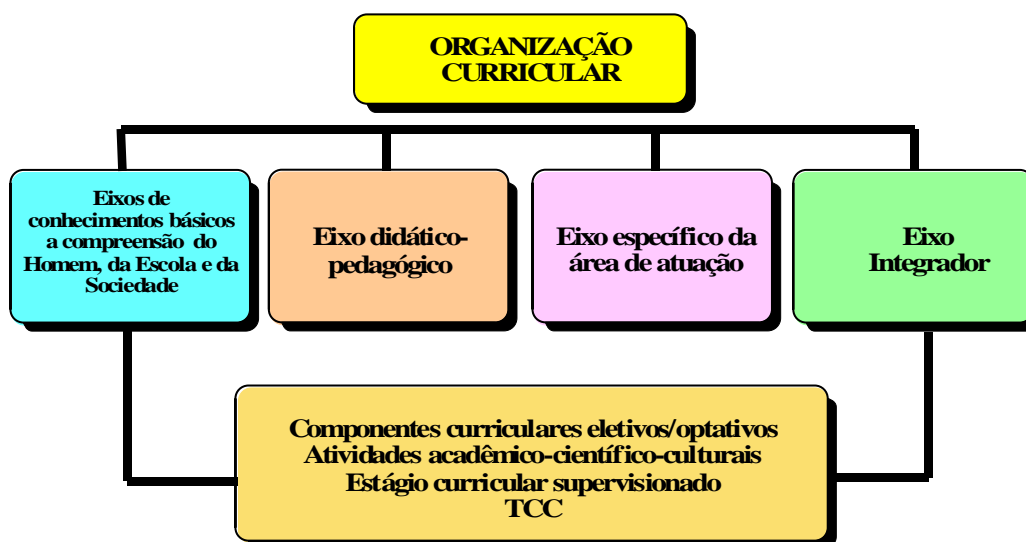 ORGANIZAÇÃO
CURRICULAR
Eixos de
conhecimentos básicos
a compreensão do
Homem, da Escola e da
Sociedade
Eixo didático-
pedagógico
Eixo específico da
área de atuação
Eixo
Integrador
Componentes curriculares eletivos/optativos
Atividades acadêmico-científico-culturais
Estágio curricular supervisionado
TCC